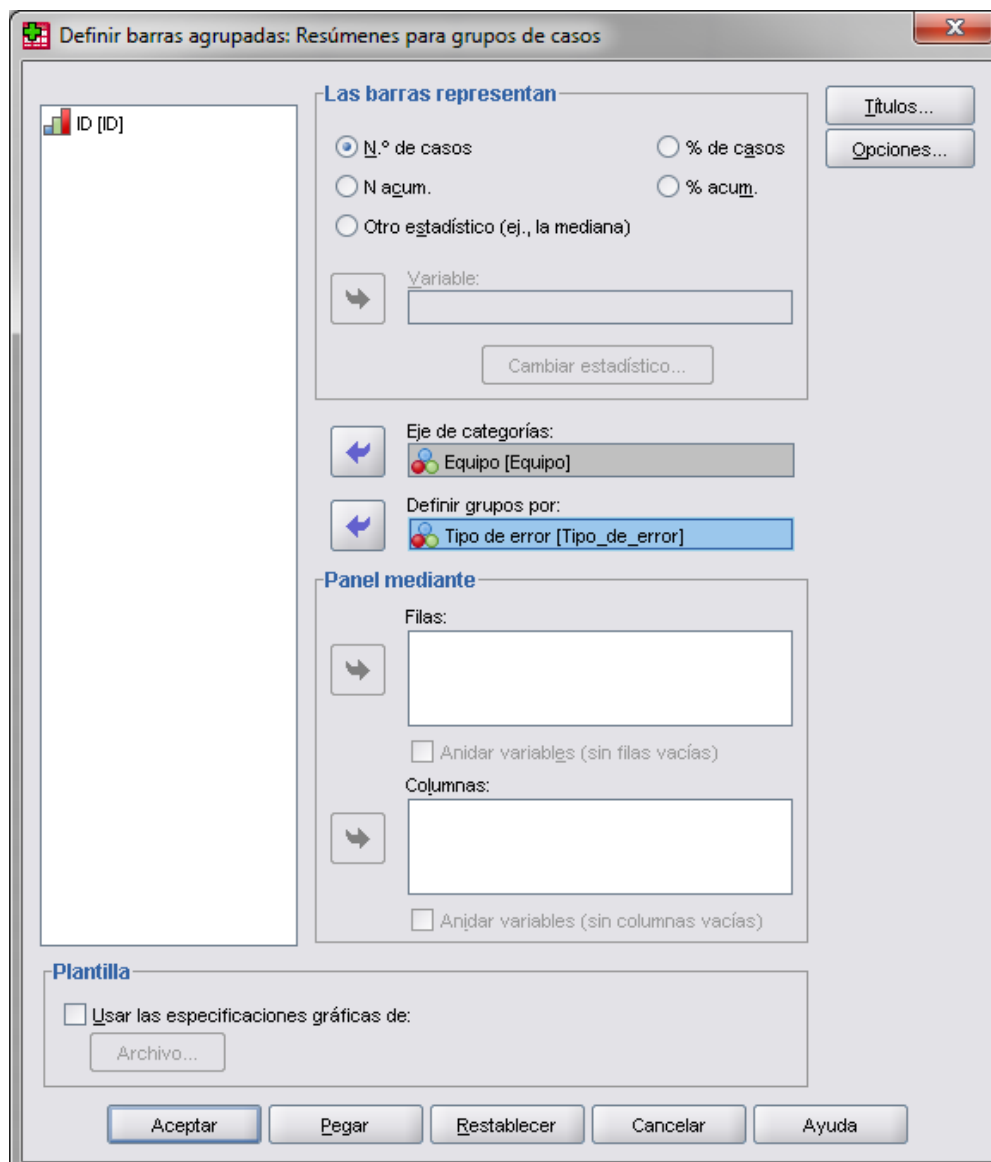 Definir barras agrupadas: Resúmenes para grupos de casos
ID [ID]
Las barras representan
N.º de casos
% de casos
N acum.
% acum.
Otro estadístico (ej., la mediana)
Variable:
Cambiar estadístico...
Títulos...
Opciones...
Eje de categorías:
Equipo [Equipo]
Definir grupos por:
Tipo de error [Tipo_de_error]
Panel mediante
Filas:
Anidar variables (sin filas vacías)
Columnas:
Anidar variables (sin columnas vacías)
Plantilla
Usar las especificaciones gráficas de:
Archivo...
Aceptar
Pegar
Restablecer
Cancelar
Ayuda